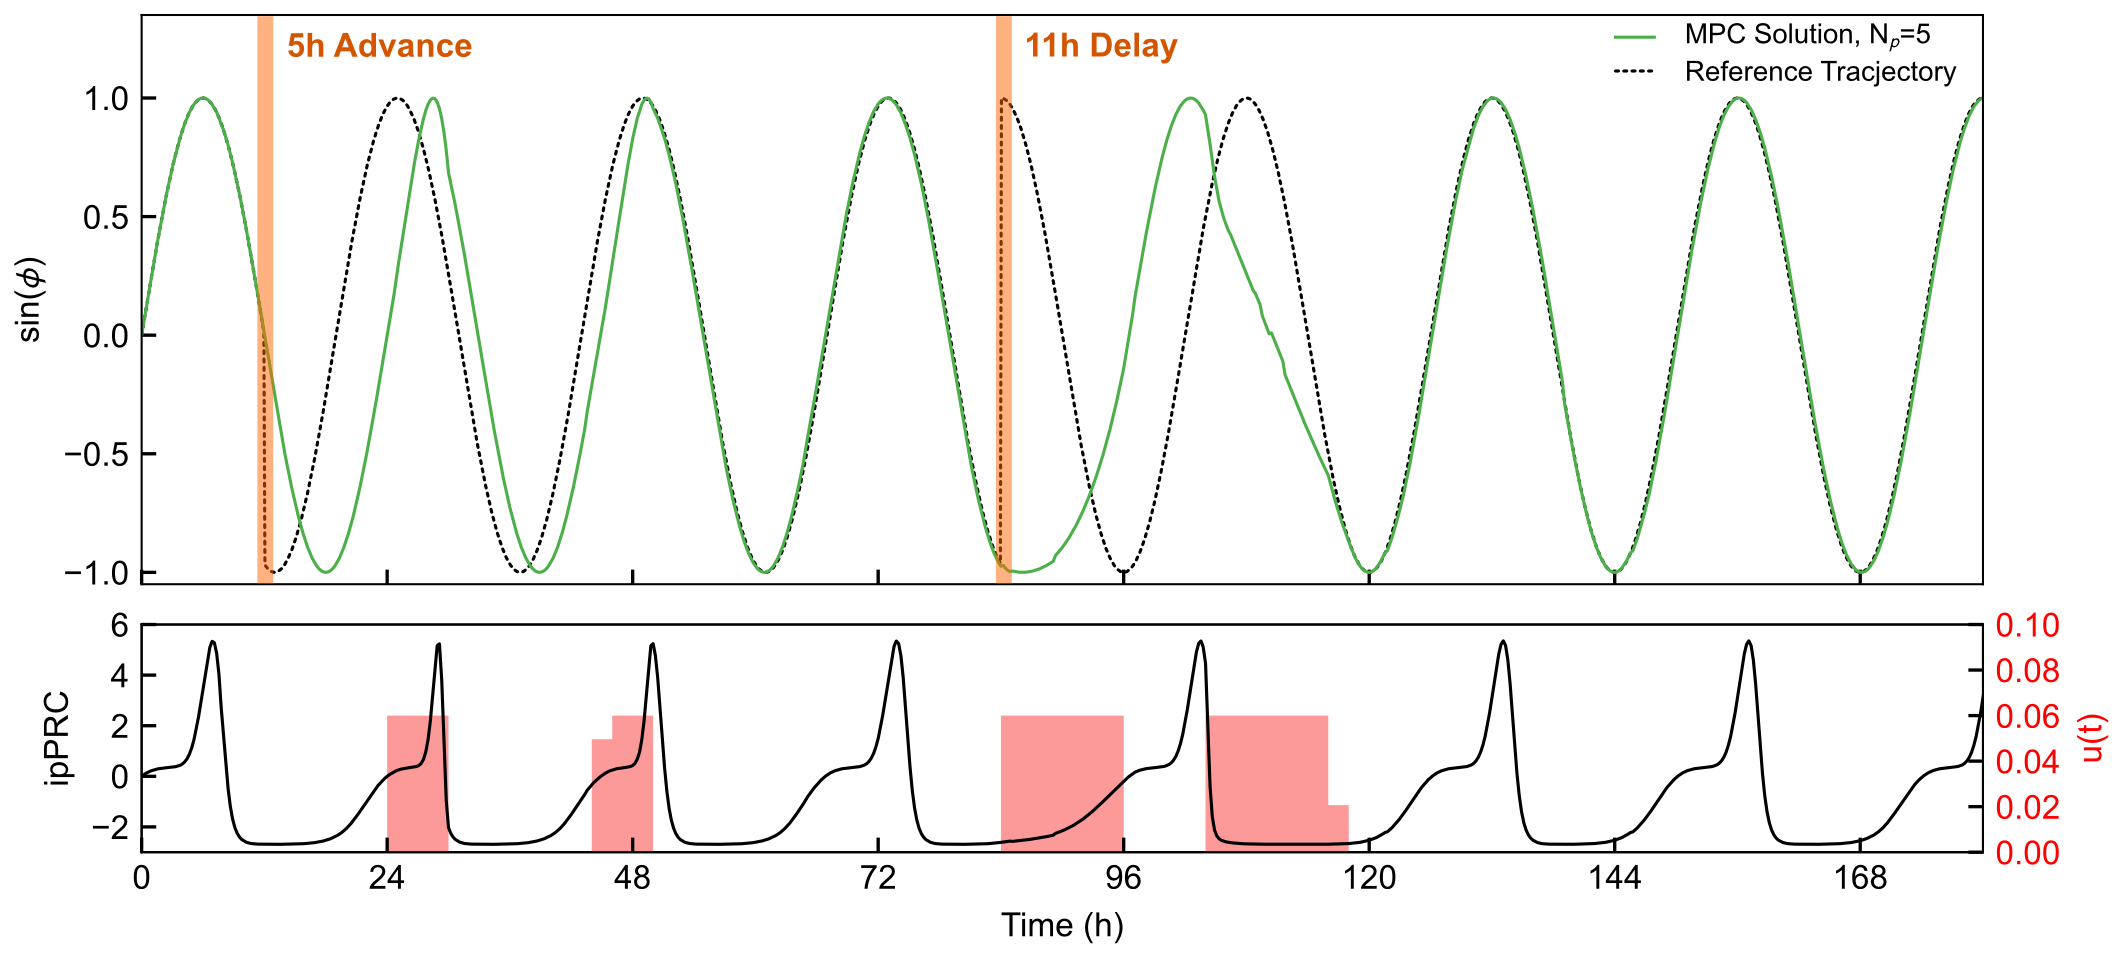 5h Advance
11h Delay
MPC Solution, Np=5
Reference Tracjectory
1.0
0.5
0.0
−0.5
−1.0
sin(ϕ)
6
4
2
0
−2
ipPRC
0.10
0.08
0.06
0.04
0.02
0.00
u(t)
0 24 48 72 96 120 144 168
Time (h)